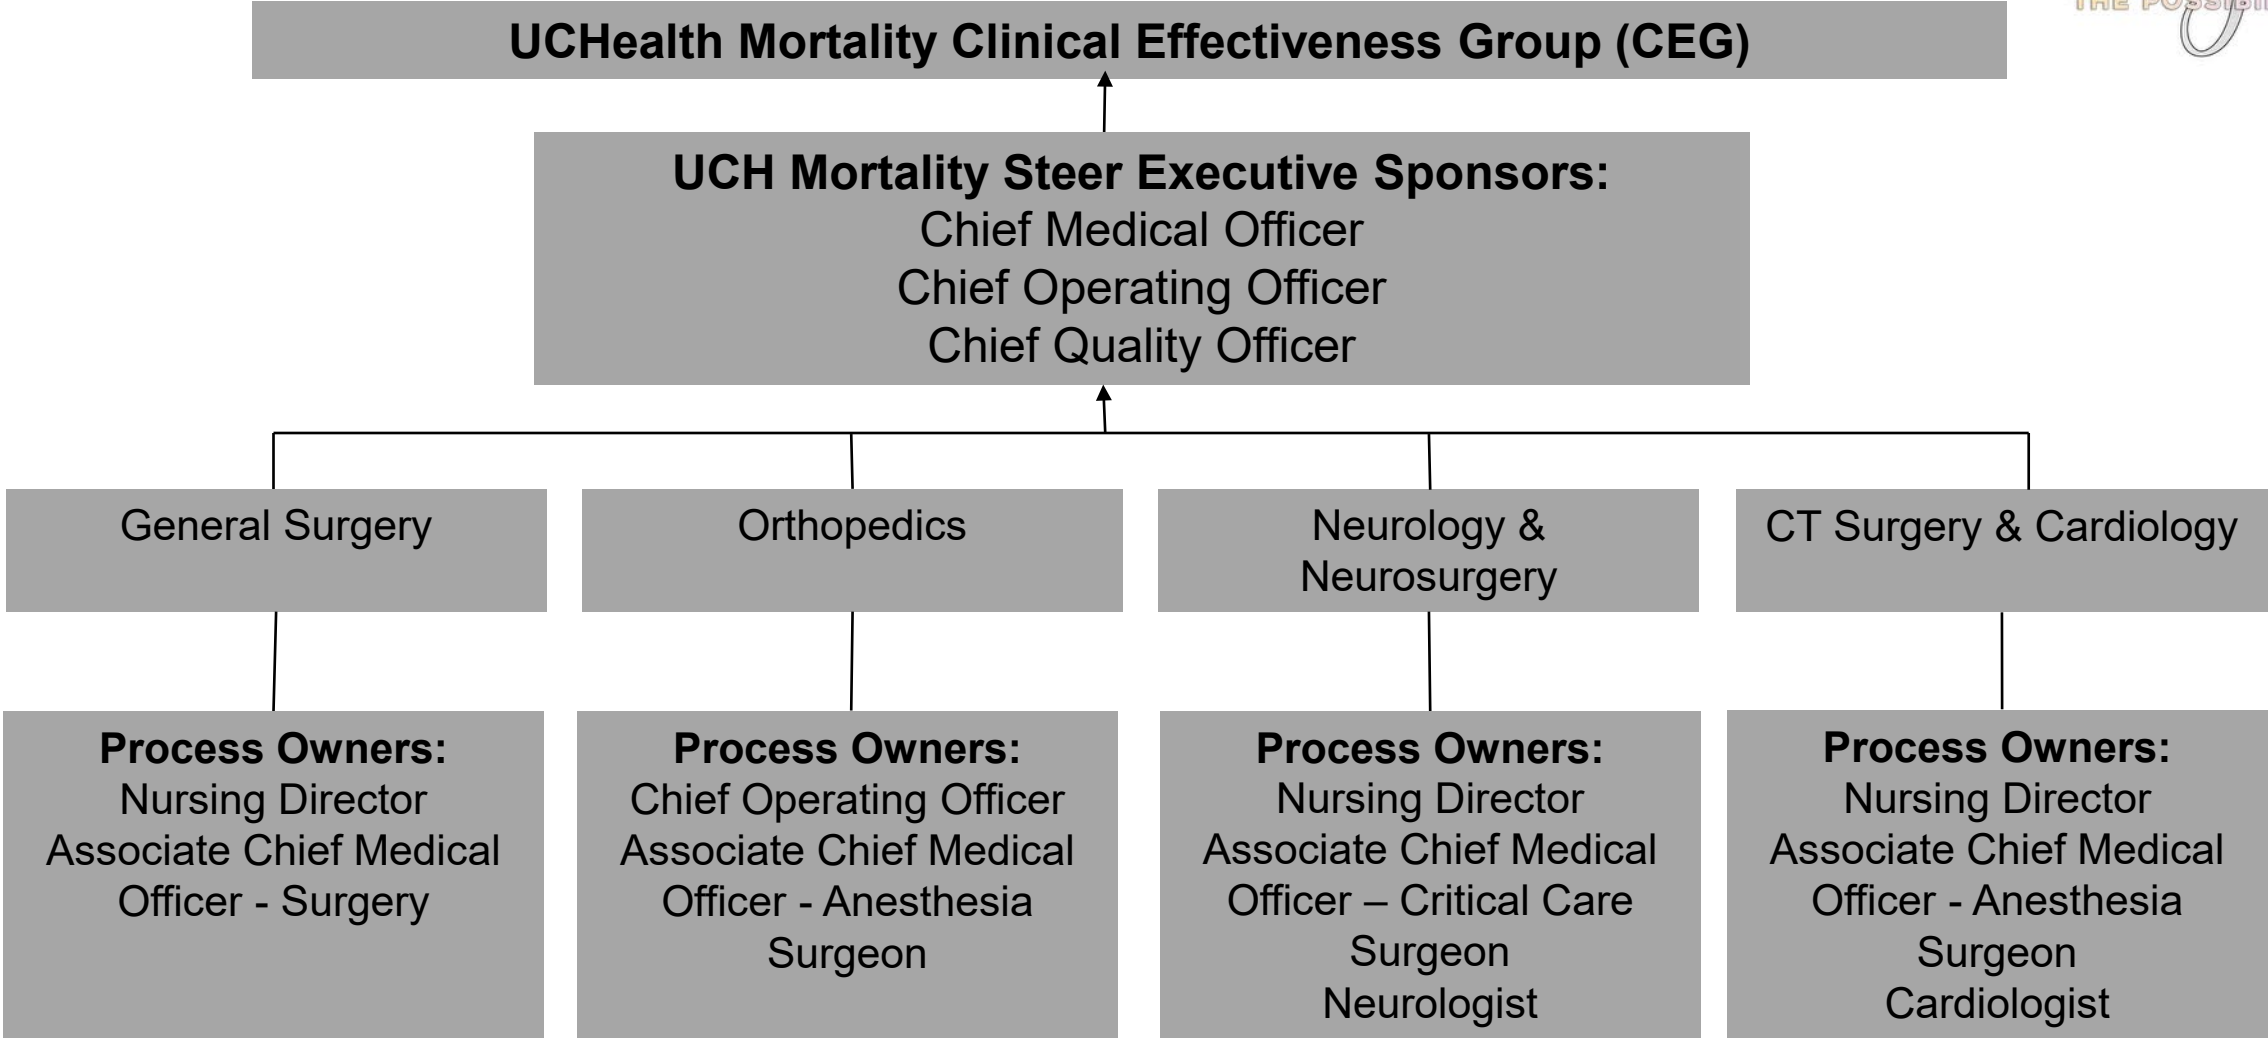 THE
UCHealth Mortality Clinical Effectiveness Group (CEG)
UCH Mortality Steer Executive Sponsors:
Chief Medical Officer
Chief Operating Officer
Chief Quality Officer
General Surgery
Orthopedics
Neurology &
Neurosurgery
CT Surgery & Cardiology
Process Owners:
Nursing Director
Associate Chief Medical
Officer - Surgery
Process Owners:
Chief Operating Officer
Associate Chief Medical
Officer - Anesthesia
Surgeon
Process Owners:
Nursing Director
Associate Chief Medical
Officer – Critical Care
Surgeon
Neurologist
Process Owners:
Nursing Director
Associate Chief Medical
Officer - Anesthesia
Surgeon
Cardiologist